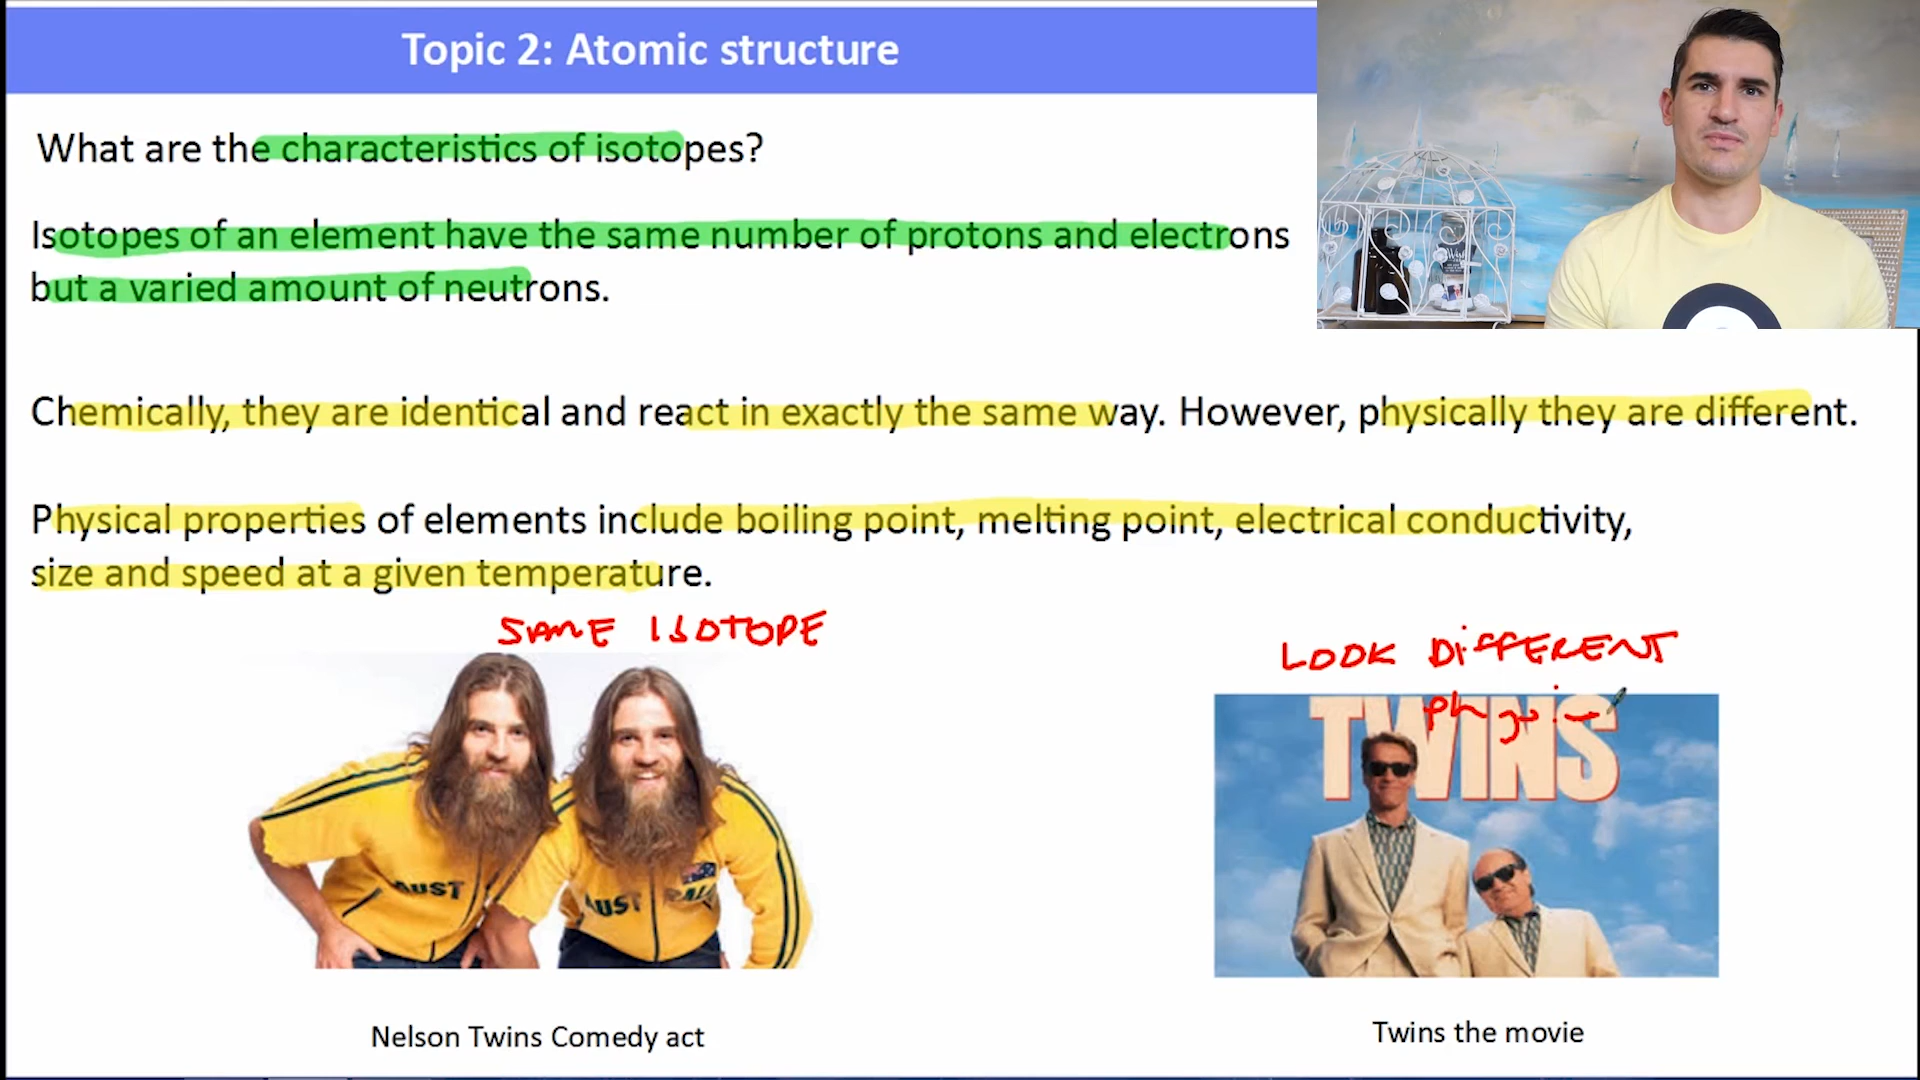 Topic 2: Atomic structure
What are the characteristics of isotopes?
Isotopes of an element have the same number of protons and electrons
but a varied amount of neutrons.
Chemically, they are identical and react in exactly the same way. However, physically they are different.
Physical properties of elements include boiling point, melting point, electrical conductivity,
size and speed at a given temperature.
SAME ISOTOPE
LOOK DIFFERENT
TWINS
AUST
AUST
Nelson Twins Comedy act
Twins the movie